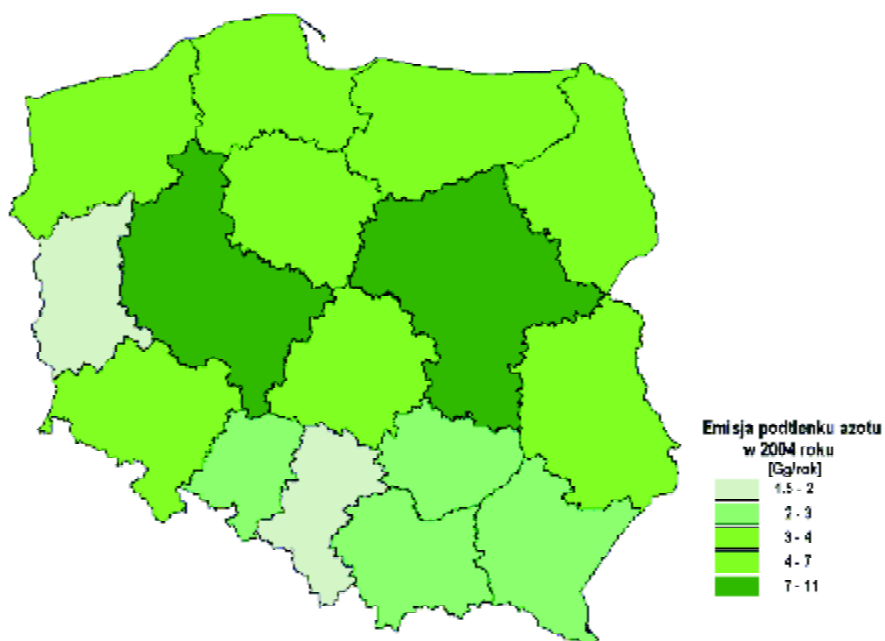 Emisja podtlenku azotu
w 2004 roku
[Gg/rok]
1.5 - 2
2 - 3
3 - 4
4 - 7
7 - 11